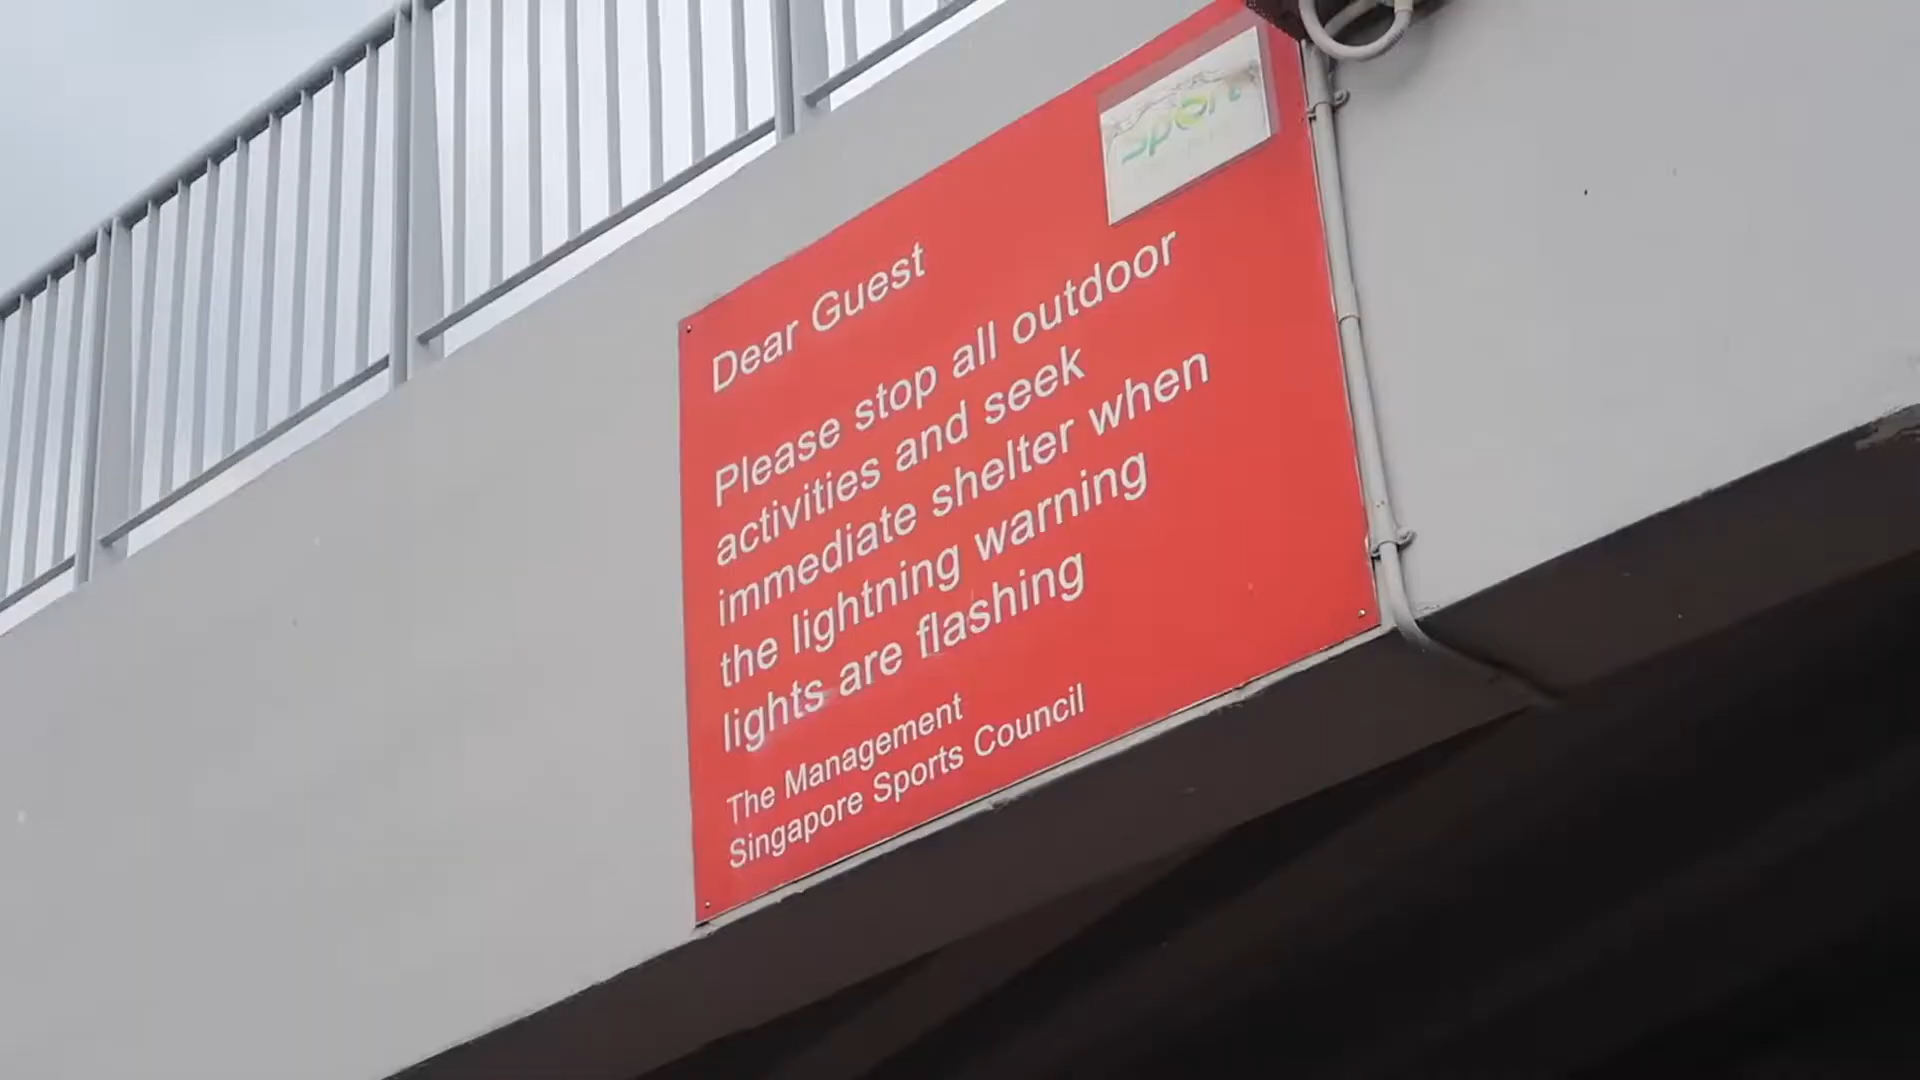 sport
Dear Guest
Please stop all outdoor
activities and seek
immediate shelter when
the lightning warning
lights are flashing
The Management
Singapore Sports Council